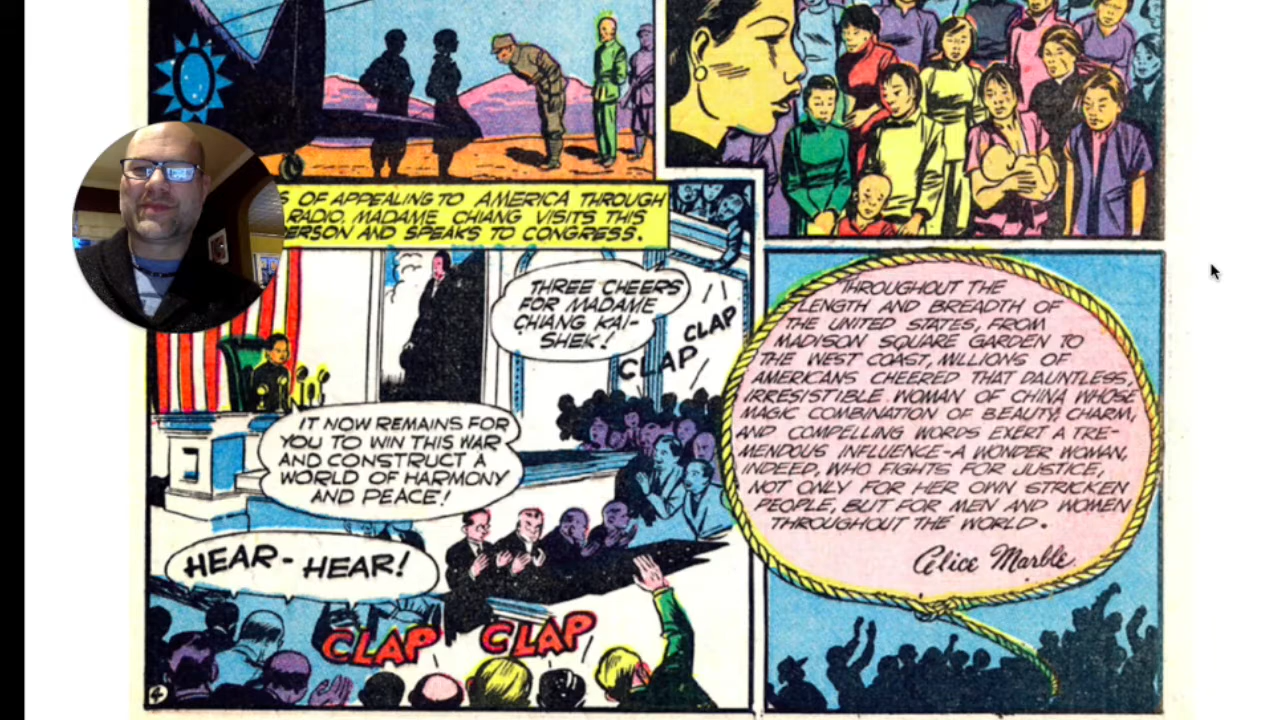 S OF APPEALING TO AMERICA THROUGH
RADIO, MADAME CHIANG VISITS THIS
PERSON AND SPEAKS TO CONGRESS.
THREE CHEERS
FOR MADAME
CHIANG KAI-
SHEK!
CLAP
CLAP
IT NOW REMAINS FOR
YOU TO WIN THIS WAR
AND CONSTRUCT A
WORLD OF HARMONY
AND PEACE!
HEAR - HEAR!
CLAP CLAP
4
THROUGHOUT THE
LENGTH AND BREADTH OF
THE UNITED STATES, FROM
MADISON SQUARE GARDEN TO
THE WEST COAST, MILLIONS OF
AMERICANS CHEERED THAT DAUNTLESS,
IRRESISTIBLE WOMAN OF CHINA WHOSE
MAGIC COMBINATION OF BEAUTY, CHARM,
AND COMPELLING WORDS EXERT A TRE-
MENDOUS INFLUENCE-A WONDER WOMAN,
INDEED, WHO FIGHTS FOR JUSTICE,
NOT ONLY FOR HER OWN STRICKEN
PEOPLE, BUT FOR MEN AND WOMEN
THROUGHOUT THE WORLD.
Alice Marble